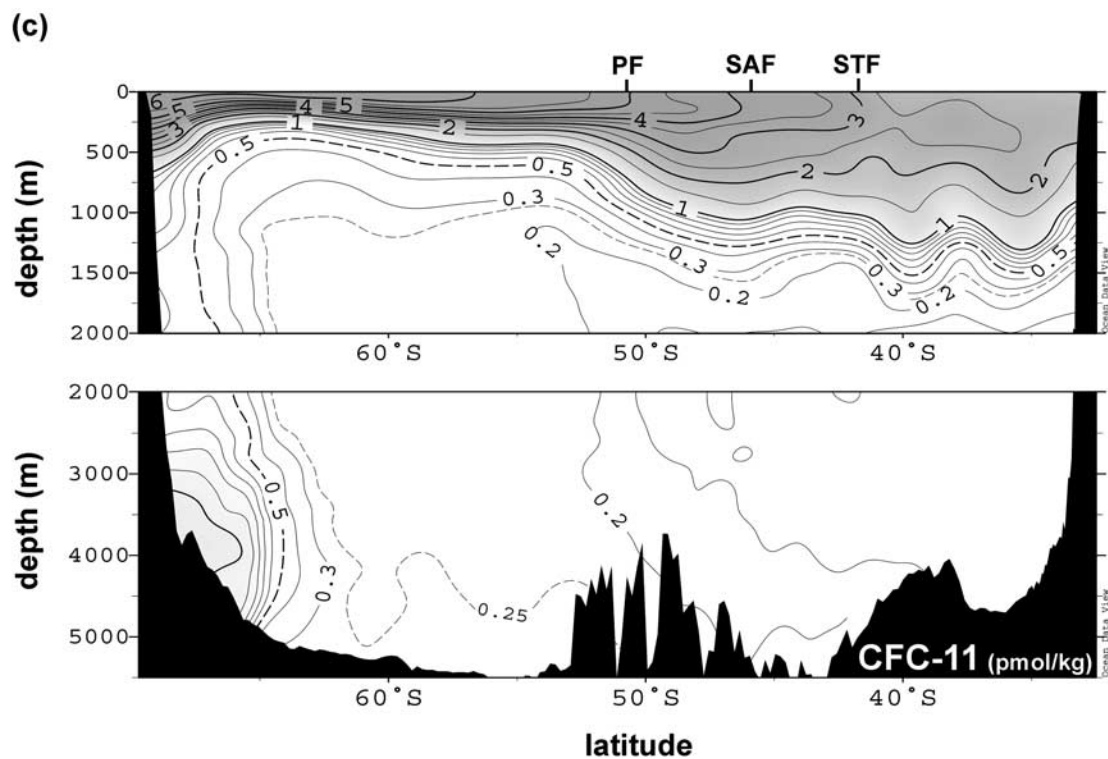 (c)
PF SAF STF
0
500
1000
1500
2000
depth (m)
6 5 4 3 4 5 1 2 4 3
0.5 0.5 2 2
0.3 1 1
0.2 0.3 0.3 0.5
0.2 0.2
60°S 50°S 40°S
Ocean Data View
2000
3000
4000
5000
depth (m)
0.5 0.2
0.3 0.25
CFC-11 (pmol/kg)
60°S 50°S 40°S
Ocean Data View
latitude